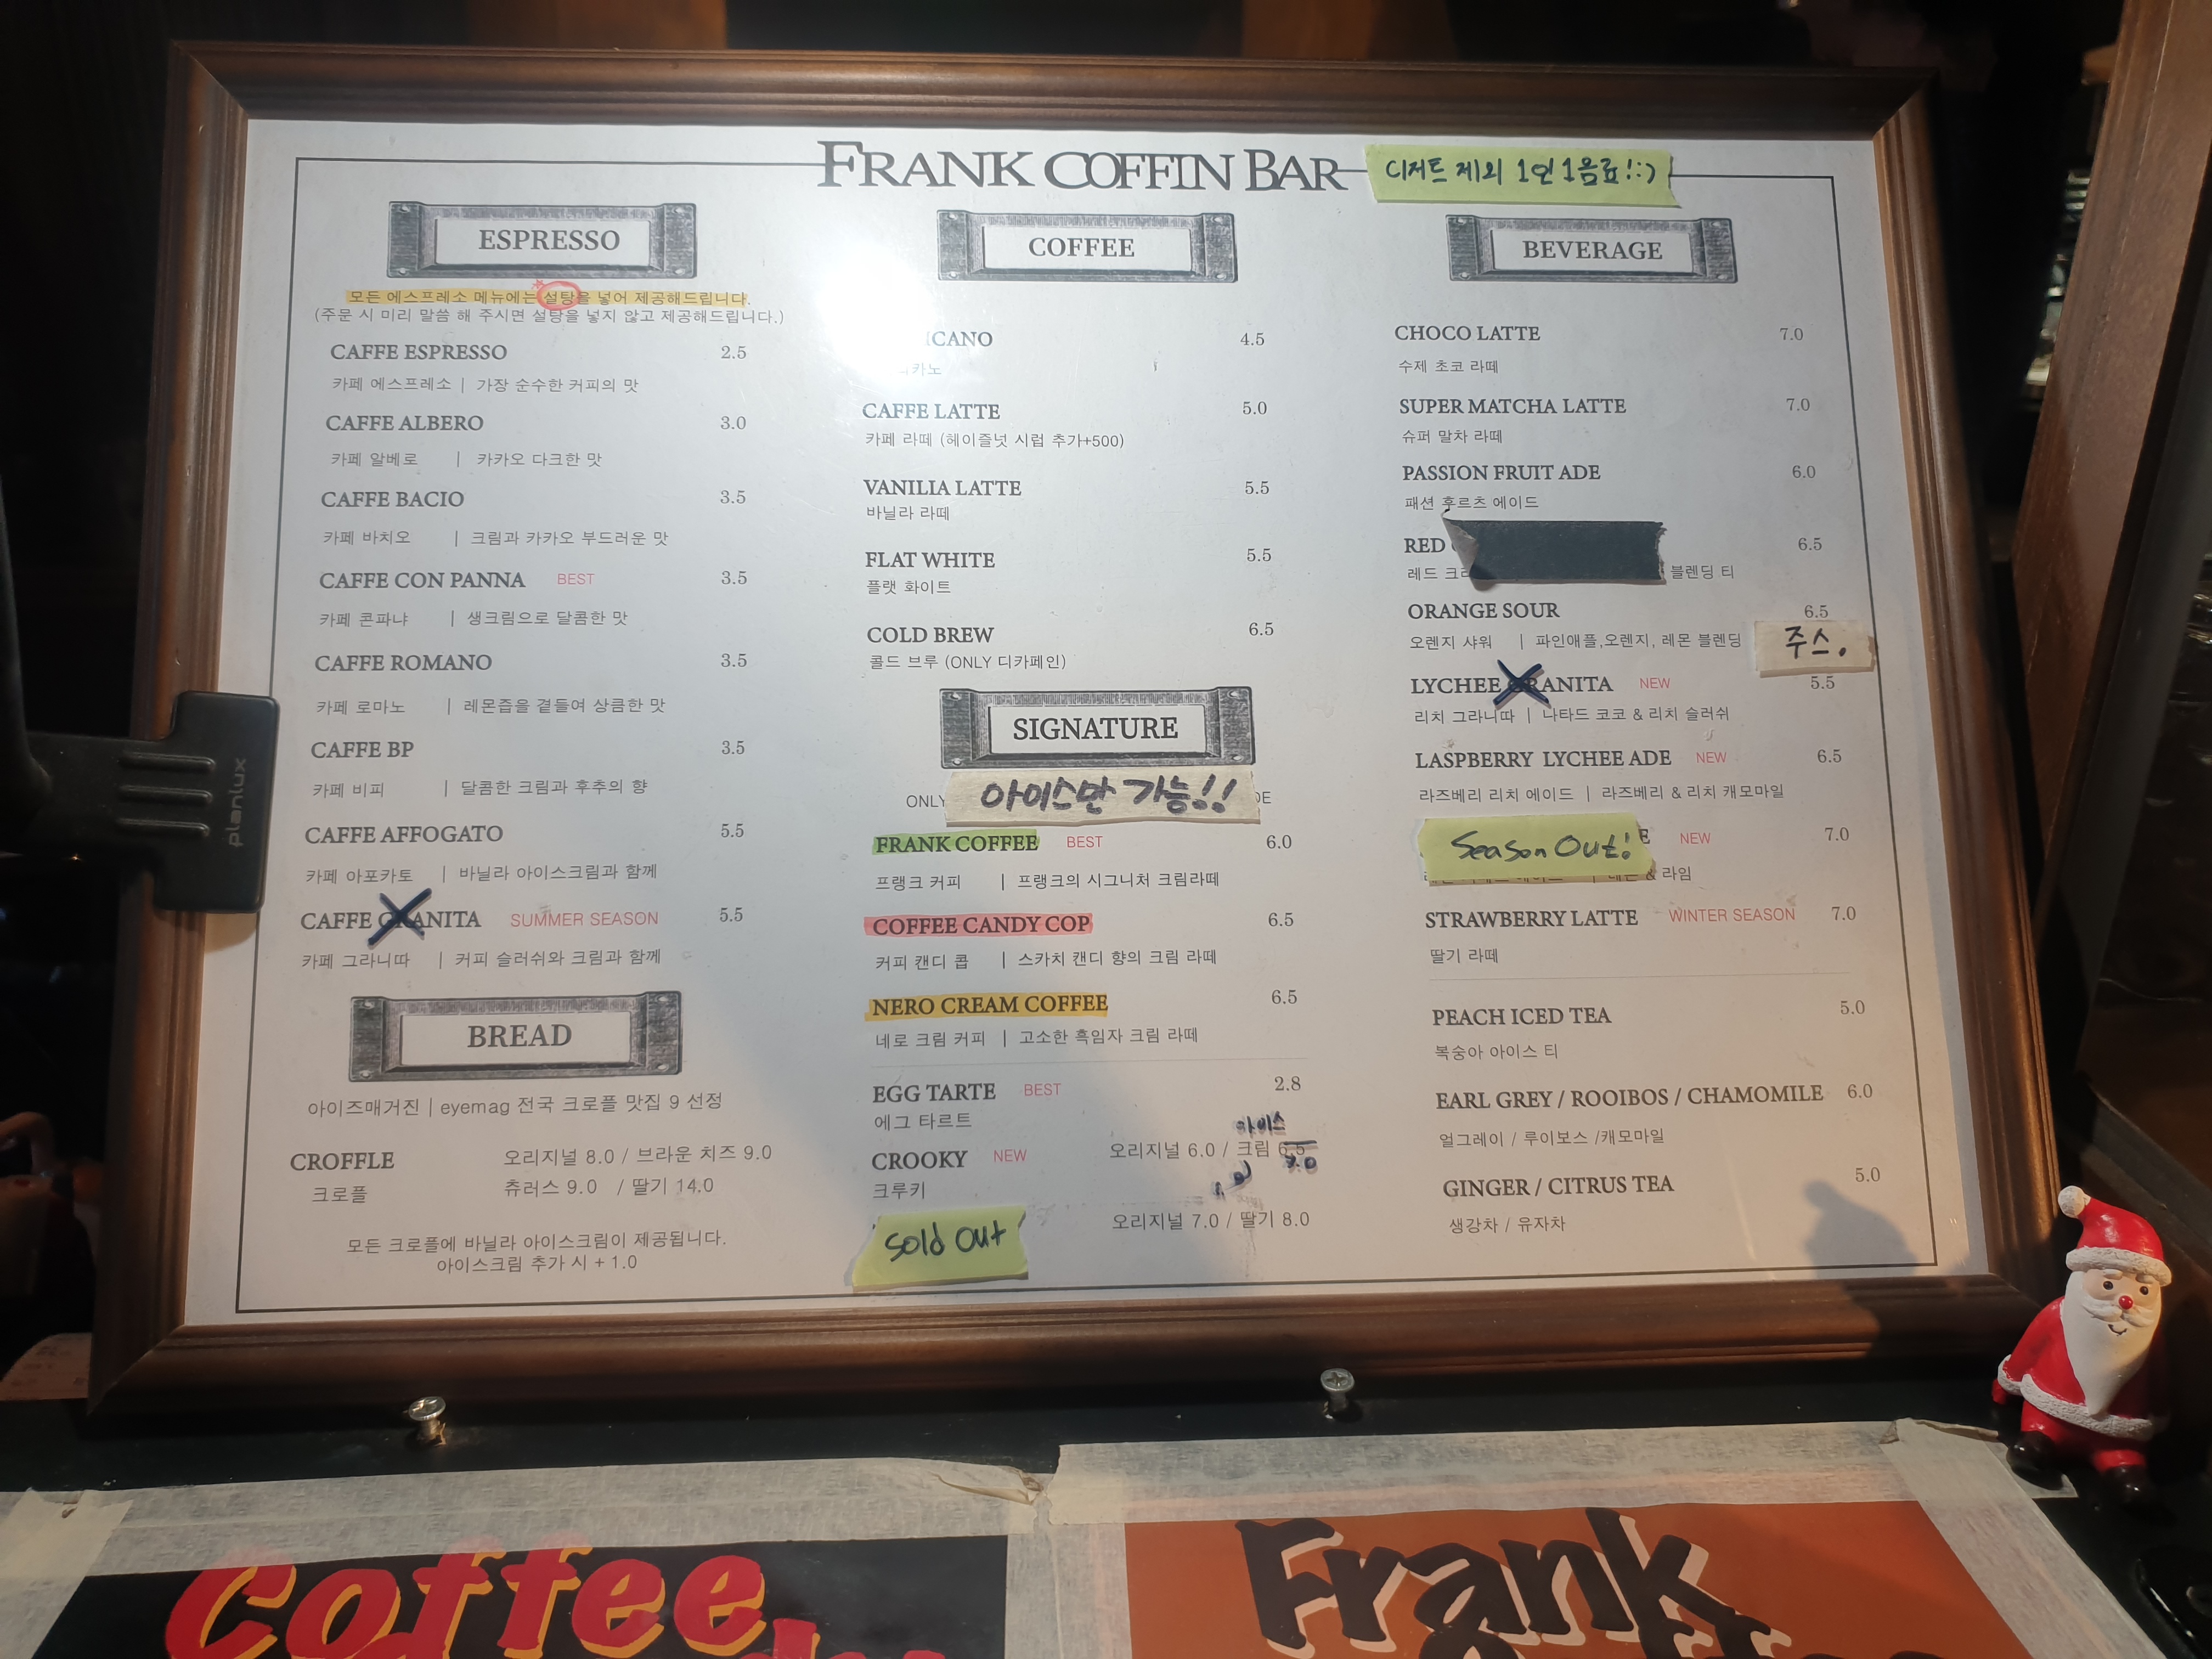 FRANK COFFIN BAR
디저트 제외 1인 1음료! :)
ESPRESSO
모든 에스프레소 메뉴에는 설탕을 넣어 제공해드립니다.
(주문 시 미리 말씀 해 주시면 설탕을 넣지 않고 제공해드립니다.)
CAFFE ESPRESSO 2.5
카페 에스프레소 | 가장 순수한 커피의 맛
CAFFE ALBERO 3.0
카페 알베로 | 카카오 다크한 맛
CAFFE BACIO 3.5
카페 바치오 | 크림과 카카오 부드러운 맛
CAFFE CON PANNA BEST 3.5
카페 콘파냐 | 생크림으로 달콤한 맛
CAFFE ROMANO 3.5
카페 로마노 | 레몬즙을 곁들여 상큼한 맛
CAFFE BP 3.5
카페 비피 | 달콤한 크림과 후추의 향
CAFFE AFFOGATO 5.5
카페 아포카토 | 바닐라 아이스크림과 함께
CAFFE GRANITA SUMMER SEASON 5.5
카페 그라니따 | 커피 슬러쉬와 크림과 함께
BREAD
아이즈매거진 | eyemag 전국 크로플 맛집 9 선정
CROFFLE 오리지널 8.0 / 브라운 치즈 9.0
크로플 츄러스 9.0 / 딸기 14.0
모든 크로플에 바닐라 아이스크림이 제공됩니다.
아이스크림 추가 시 + 1.0
COFFEE
ICANO 4.5
카노
CAFFE LATTE 5.0
카페 라떼 (헤이즐넛 시럽 추가+500)
VANILIA LATTE 5.5
바닐라 라떼
FLAT WHITE 5.5
플랫 화이트
COLD BREW 6.5
콜드 브루 (ONLY 디카페인)
SIGNATURE
ONLY 아이스만 가능!! DE
FRANK COFFEE BEST 6.0
프랭크 커피 | 프랭크의 시그니처 크림라떼
COFFEE CANDY COP 6.5
커피 캔디 콥 | 스카치 캔디 향의 크림 라떼
NERO CREAM COFFEE 6.5
네로 크림 커피 | 고소한 흑임자 크림 라떼
EGG TARTE BEST 2.8
에그 타르트
아이스
CROOKY NEW 오리지널 6.0 / 크림 6.5
크루키 7.0
Sold Out 오리지널 7.0 / 딸기 8.0
BEVERAGE
CHOCO LATTE 7.0
수제 초코 라떼
SUPER MATCHA LATTE 7.0
슈퍼 말차 라떼
PASSION FRUIT ADE 6.0
패션 후르츠 에이드
RED 6.5
레드 블렌딩 티
ORANGE SOUR 6.5
오렌지 샤워 | 파인애플,오렌지, 레몬 블렌딩 주스.
LYCHEE GRANITA NEW 5.5
리치 그라니따 | 나타드 코코 & 리치 슬러쉬
LASPBERRY LYCHEE ADE NEW 6.5
라즈베리 리치 에이드 | 라즈베리 & 리치 캐모마일
Season Out! E NEW 7.0
& 라임
STRAWBERRY LATTE WINTER SEASON 7.0
딸기 라떼
PEACH ICED TEA 5.0
복숭아 아이스 티
EARL GREY / ROOIBOS / CHAMOMILE 6.0
얼그레이 / 루이보스 /캐모마일
GINGER / CITRUS TEA 5.0
생강차 / 유자차
planlux
Coffee
Frank